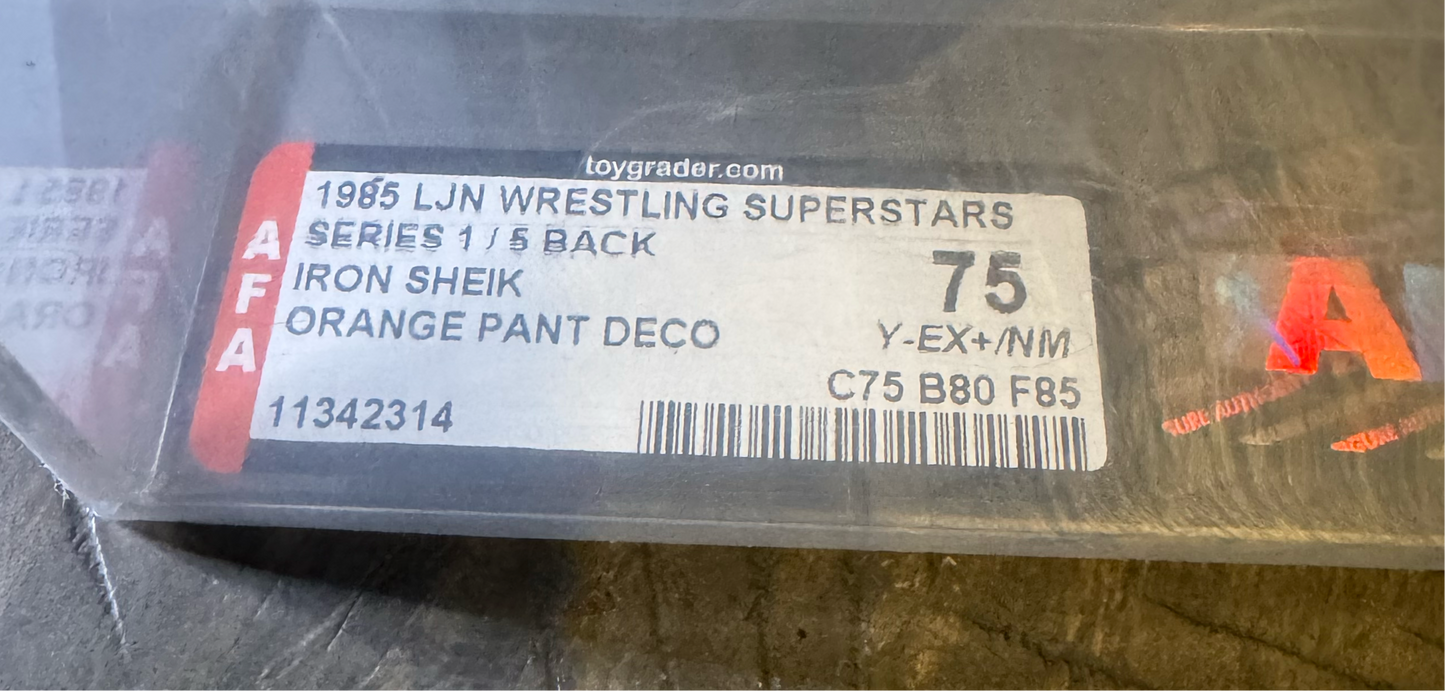 toygrader.com
AFA
1985 LJN WRESTLING SUPERSTARS
SERIES 1 / 5 BACK
IRON SHEIK
ORANGE PANT DECO
75
Y-EX+/NM
C75 B80 F85
11342314
A